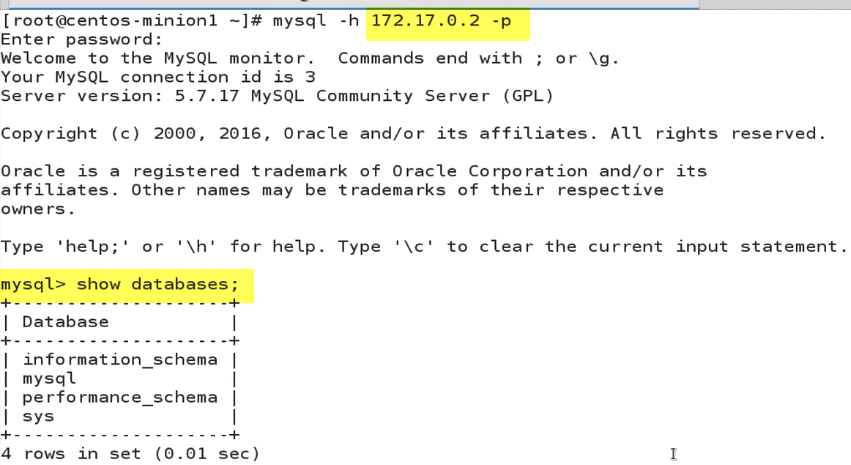 [root@centos-minion1 ~]# mysql -h 172.17.0.2 -p
Enter password:
Welcome to the MySQL monitor.  Commands end with ; or \g.
Your MySQL connection id is 3
Server version: 5.7.17 MySQL Community Server (GPL)
Copyright (c) 2000, 2016, Oracle and/or its affiliates. All rights reserved.
Oracle is a registered trademark of Oracle Corporation and/or its
affiliates. Other names may be trademarks of their respective
owners.
Type 'help;' or '\h' for help. Type '\c' to clear the current input statement.
mysql> show databases;
+--------------------+
| Database           |
+--------------------+
| information_schema |
| mysql              |
| performance_schema |
| sys                |
+--------------------+
4 rows in set (0.01 sec)